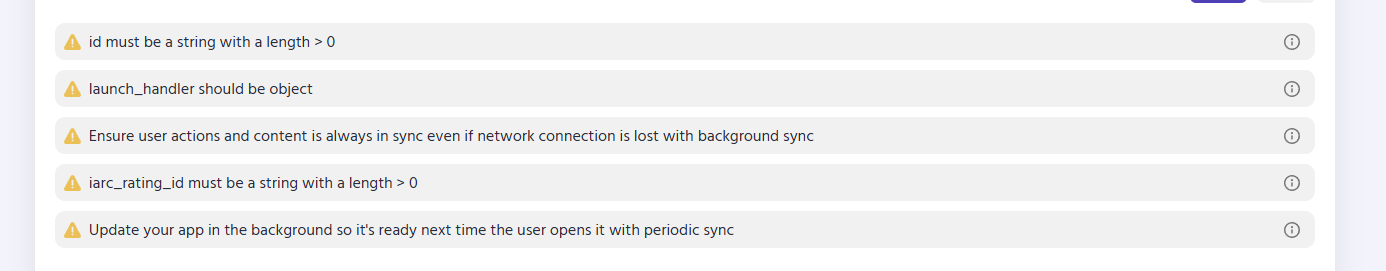 id must be a string with a length > 0
launch_handler should be object
Ensure user actions and content is always in sync even if network connection is lost with background sync
iarc_rating_id must be a string with a length > 0
Update your app in the background so it's ready next time the user opens it with periodic sync